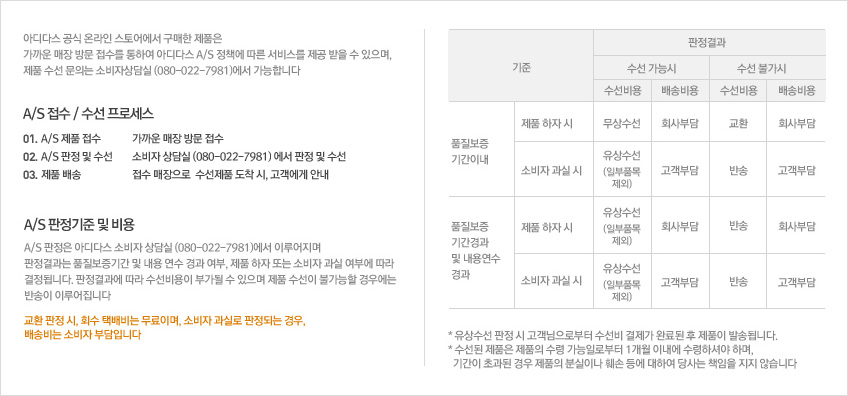 아디다스 공식 온라인 스토어에서 구매한 제품은
가까운 매장 방문 접수를 통하여 아디다스 A/S 정책에 따른 서비스를 제공 받을 수 있으며,
제품 수선 문의는 소비자상담실 (080-022-7981)에서 가능합니다
A/S 접수 / 수선 프로세스
01. A/S 제품 접수 가까운 매장 방문 접수
02. A/S 판정 및 수선 소비자 상담실 (080-022-7981) 에서 판정 및 수선
03. 제품 배송 접수 매장으로 수선제품 도착 시, 고객에게 안내
A/S 판정기준 및 비용
A/S 판정은 아디다스 소비자 상담실 (080-022-7981)에서 이루어지며
판정결과는 품질보증기간 및 내용 연수 경과 여부, 제품 하자 또는 소비자 과실 여부에 따라
결정됩니다. 판정결과에 따라 수선비용이 부가될 수 있으며 제품 수선이 불가능할 경우에는
반송이 이루어집니다
교환 판정 시, 회수 택배비는 무료이며, 소비자 과실로 판정되는 경우,
배송비는 소비자 부담입니다
기준 판정결과
수선 가능시 수선 불가시
수선비용 배송비용 수선비용 배송비용
품질보증
기간이내
제품 하자 시 무상수선 회사부담 교환 회사부담
소비자 과실 시 유상수선
(일부품목
제외)
고객부담 반송 고객부담
품질보증
기간경과
및 내용연수
경과
제품 하자 시 유상수선
(일부품목
제외)
회사부담 반송 회사부담
소비자 과실 시 유상수선
(일부품목
제외)
고객부담 반송 고객부담
* 유상수선 판정 시 고객님으로부터 수선비 결제가 완료된 후 제품이 발송됩니다.
* 수선된 제품은 제품의 수령 가능일로부터 1개월 이내에 수령하셔야 하며,
기간이 초과된 경우 제품의 분실이나 훼손 등에 대하여 당사는 책임을 지지 않습니다